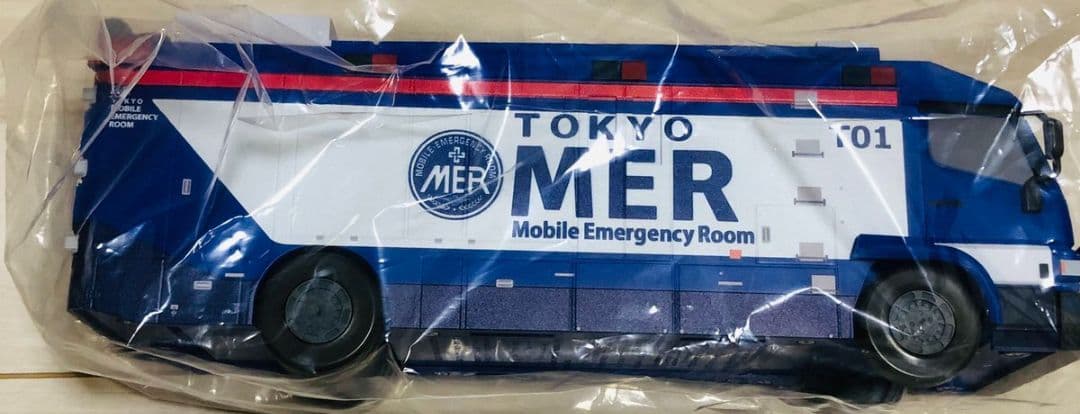 TOKYO
MOBILE
EMERGENCY
ROOM
MOBILE EMERGENCY ROOM
MER
TOKYO
MER
Mobile Emergency Room
T01